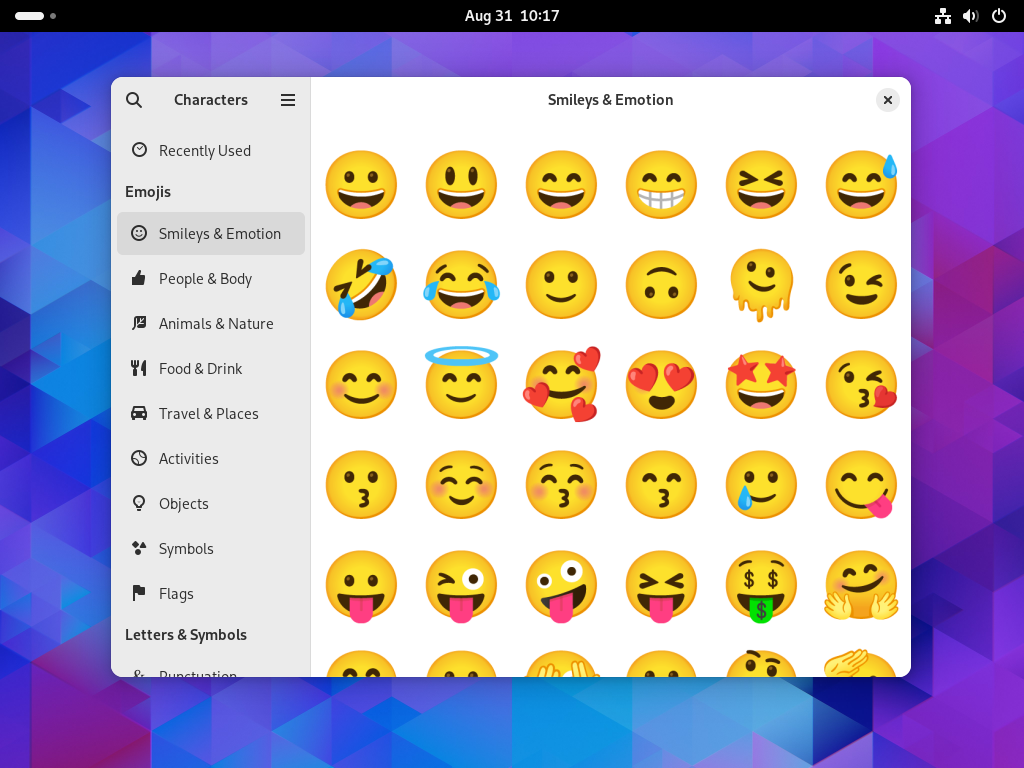 Aug 31 10:17
Characters
Smileys & Emotion
Recently Used
Emojis
Smileys & Emotion
People & Body
Animals & Nature
Food & Drink
Travel & Places
Activities
Objects
Symbols
Flags
Letters & Symbols
& Punctuation